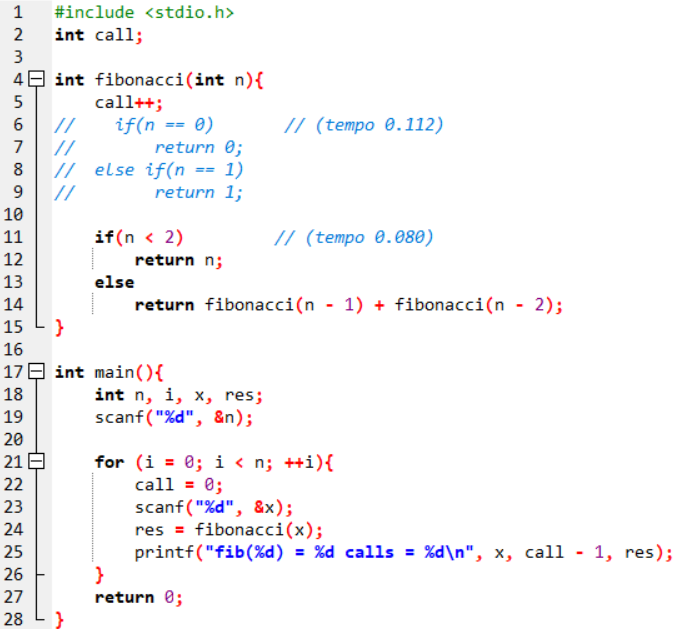 1 #include <stdio.h>
2 int call;
3
4 int fibonacci(int n){
5     call++;
6 //    if(n == 0)       // (tempo 0.112)
7 //        return 0;
8 //  else if(n == 1)
9 //        return 1;
10
11     if(n < 2)         // (tempo 0.080)
12         return n;
13     else
14         return fibonacci(n - 1) + fibonacci(n - 2);
15 }
16
17 int main(){
18     int n, i, x, res;
19     scanf("%d", &n);
20
21     for (i = 0; i < n; ++i){
22         call = 0;
23         scanf("%d", &x);
24         res = fibonacci(x);
25         printf("fib(%d) = %d calls = %d\n", x, call - 1, res);
26     }
27     return 0;
28 }